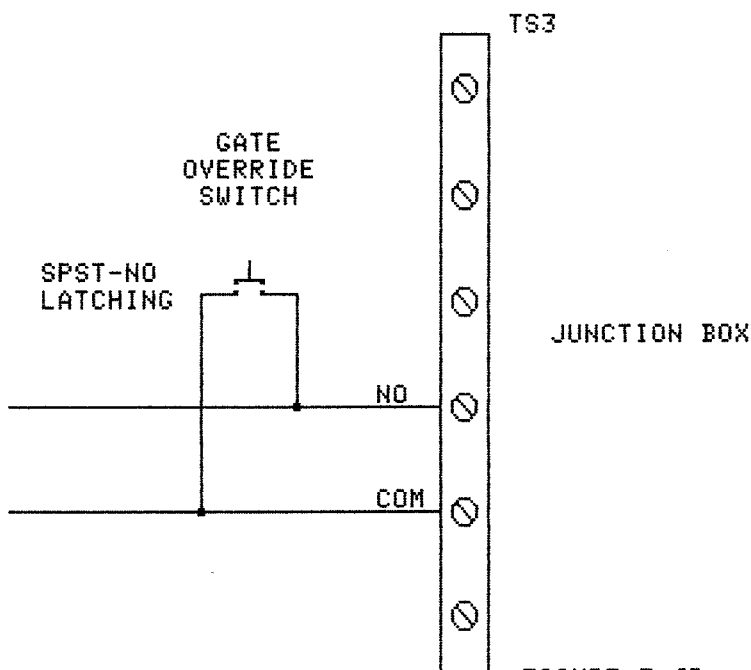 TS3
GATE
OVERRIDE
SWITCH
SPST-NO
LATCHING
JUNCTION BOX
NO
COM